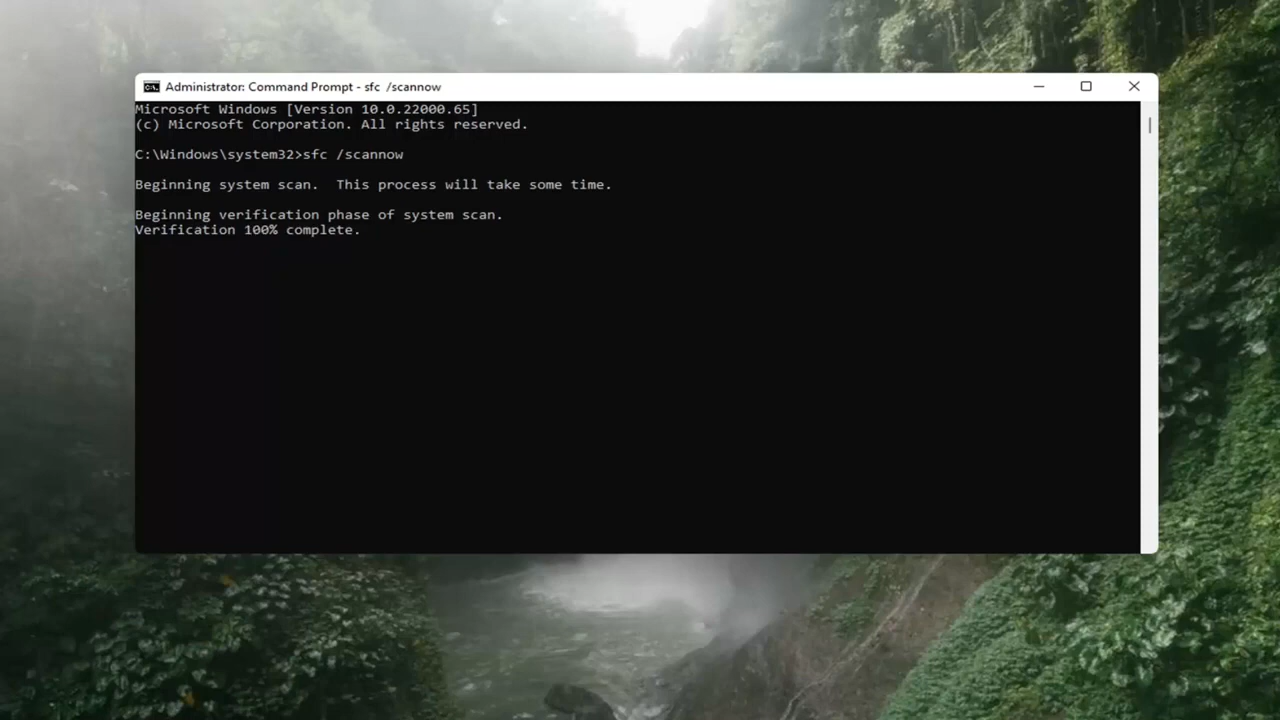 Administrator: Command Prompt - sfc /scannow
Microsoft Windows [Version 10.0.22000.65]
(c) Microsoft Corporation. All rights reserved.
C:\Windows\system32>sfc /scannow
Beginning system scan.  This process will take some time.
Beginning verification phase of system scan.
Verification 100% complete.